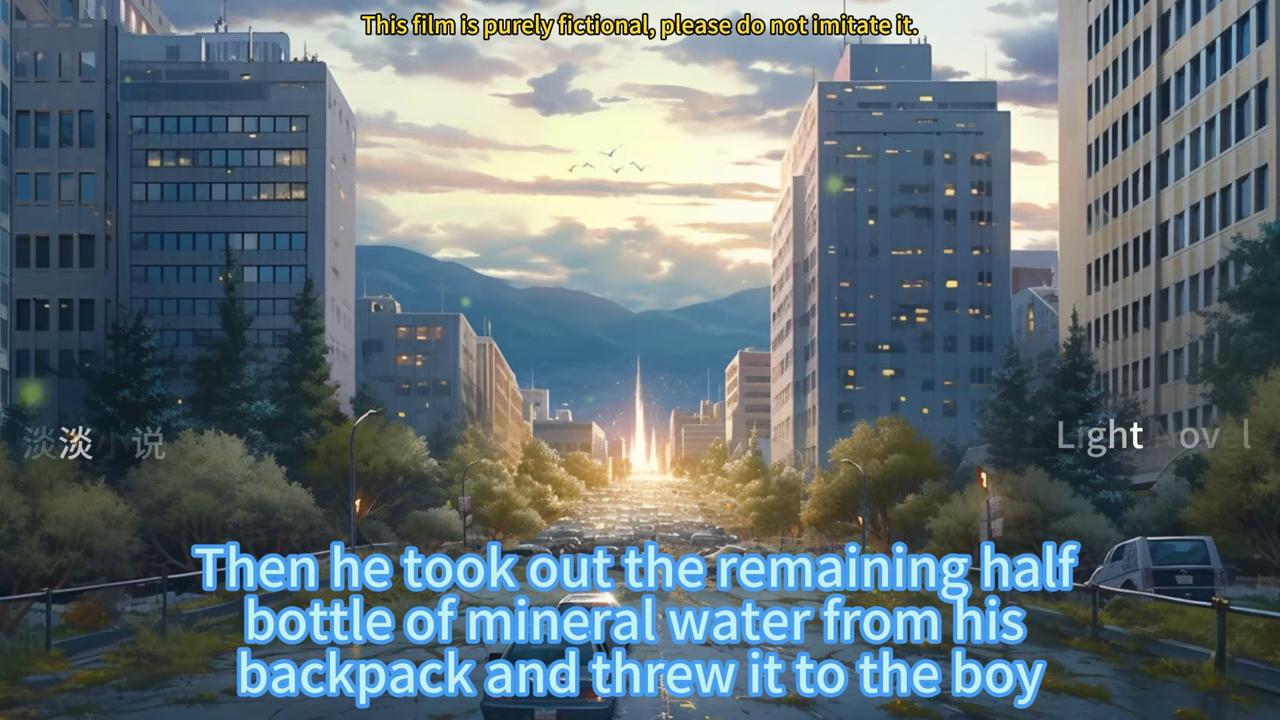 This film is purely fictional, please do not imitate it.
淡淡小说
Light Novel
Then he took out the remaining half
bottle of mineral water from his
backpack and threw it to the boy